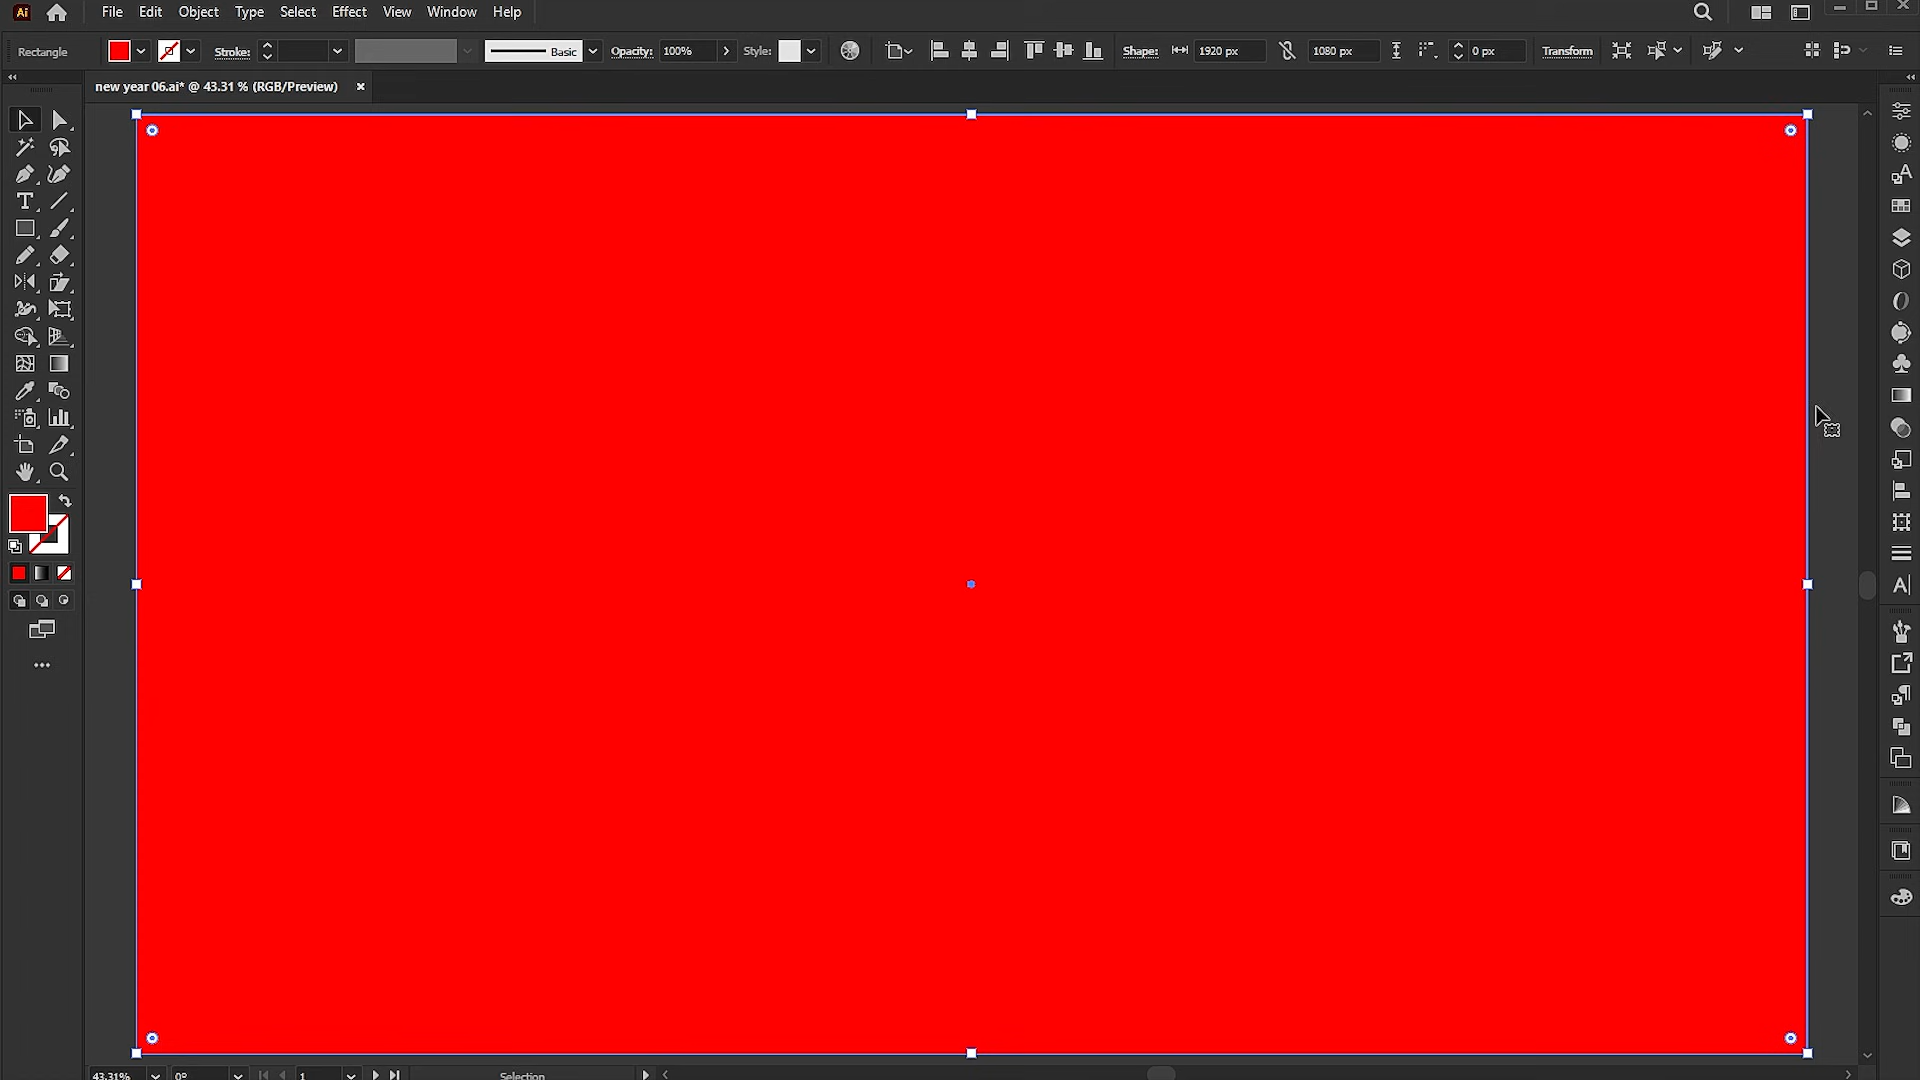 Ai File Edit Object Type Select Effect View Window Help
Rectangle Stroke: Basic Opacity: 100% Style: Shape: 1920 px 1080 px 0 px Transform
new year 06.ai* @ 43.31 % (RGB/Preview)
43.31% 0° 1 Selection